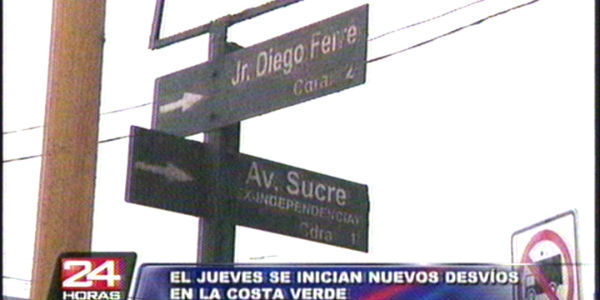 Jr. Diego Ferré
Cdra. 4
Av. Sucre
(EX-INDEPENDENCIA)
Cdra. 1
24
HORAS
EL JUEVES SE INICIAN NUEVOS DESVÍOS
EN LA COSTA VERDE